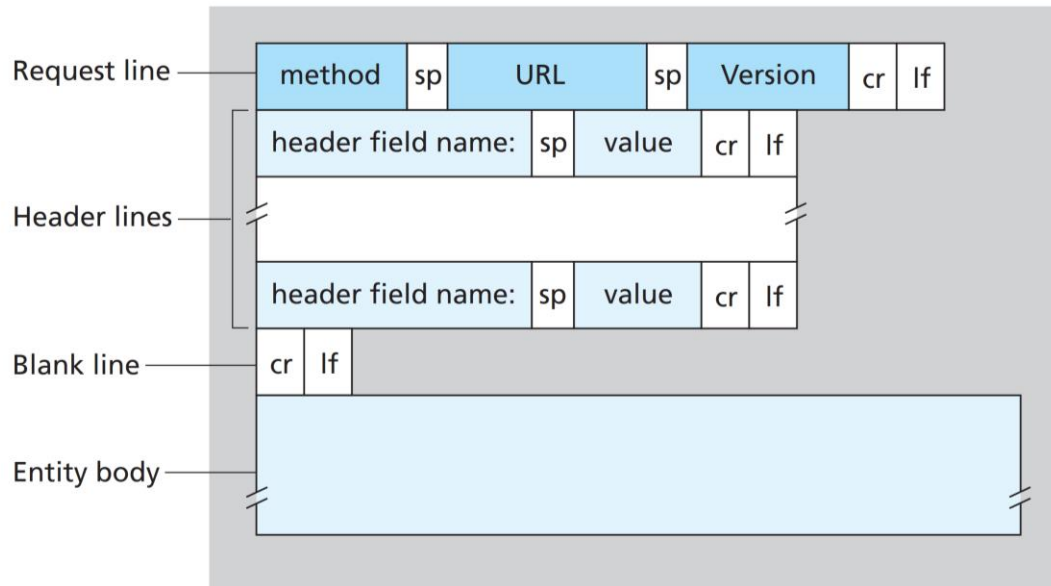 Request line
method sp URL sp Version cr lf
header field name: sp value cr lf
Header lines
header field name: sp value cr lf
Blank line
cr lf
Entity body